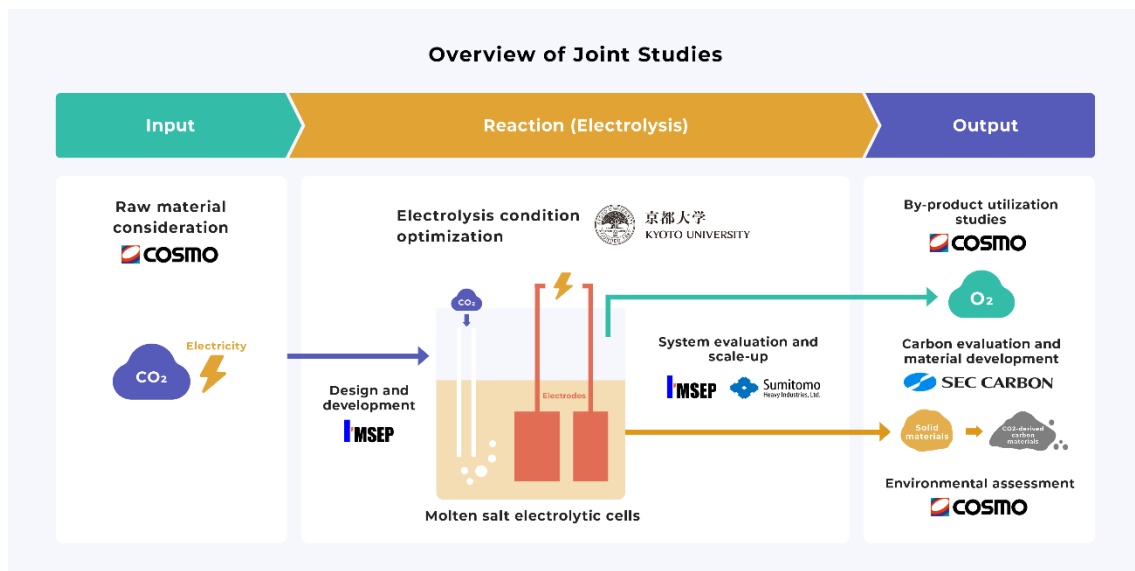 Overview of Joint Studies
Input
Reaction (Electrolysis)
Output
Raw material
consideration
COSMO
CO₂
Electricity
Electrolysis condition
optimization
京都大学
KYOTO UNIVERSITY
CO₂
Design and
development
I'MSEP
Electrodes
Molten salt electrolytic cells
System evaluation and
scale-up
I'MSEP
Sumitomo
Heavy Industries, Ltd.
By-product utilization
studies
COSMO
O₂
Carbon evaluation and
material development
SEC CARBON
Solid
materials
CO2-derived
carbon
materials
Environmental assessment
COSMO